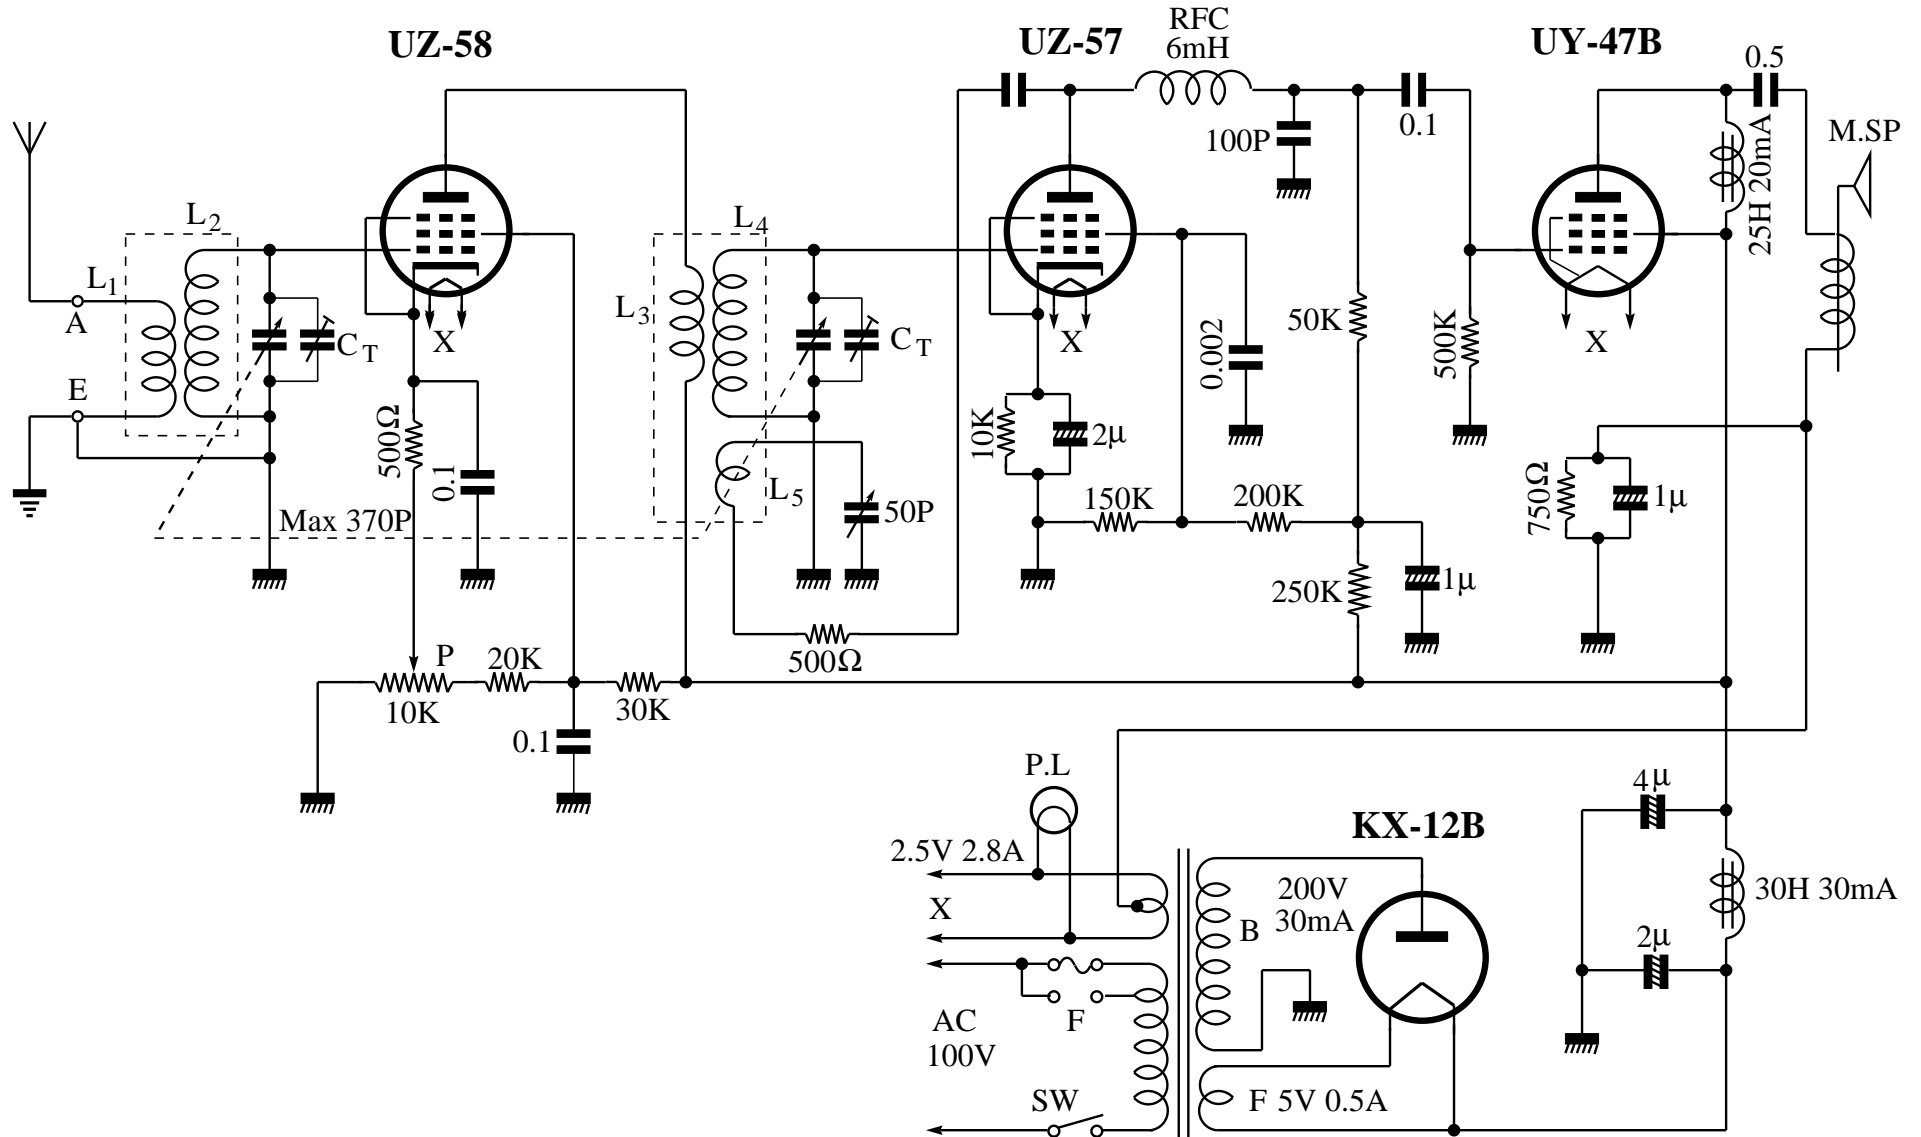 UZ-58
UZ-57
RFC
6mH
UY-47B
0.5
M.SP
100P
0.1
25H 20mA
L2
L1
A
E
CT
X
L3
L4
CT
L5
X
X
50K
500K
0.002
500Ω
0.1
Max 370P
50P
10K
2μ
150K
200K
250K
1μ
750Ω
1μ
500Ω
P
20K
10K
30K
0.1
P.L
2.5V 2.8A
X
KX-12B
200V
30mA
B
4μ
30H 30mA
2μ
F
AC
100V
SW
F 5V 0.5A